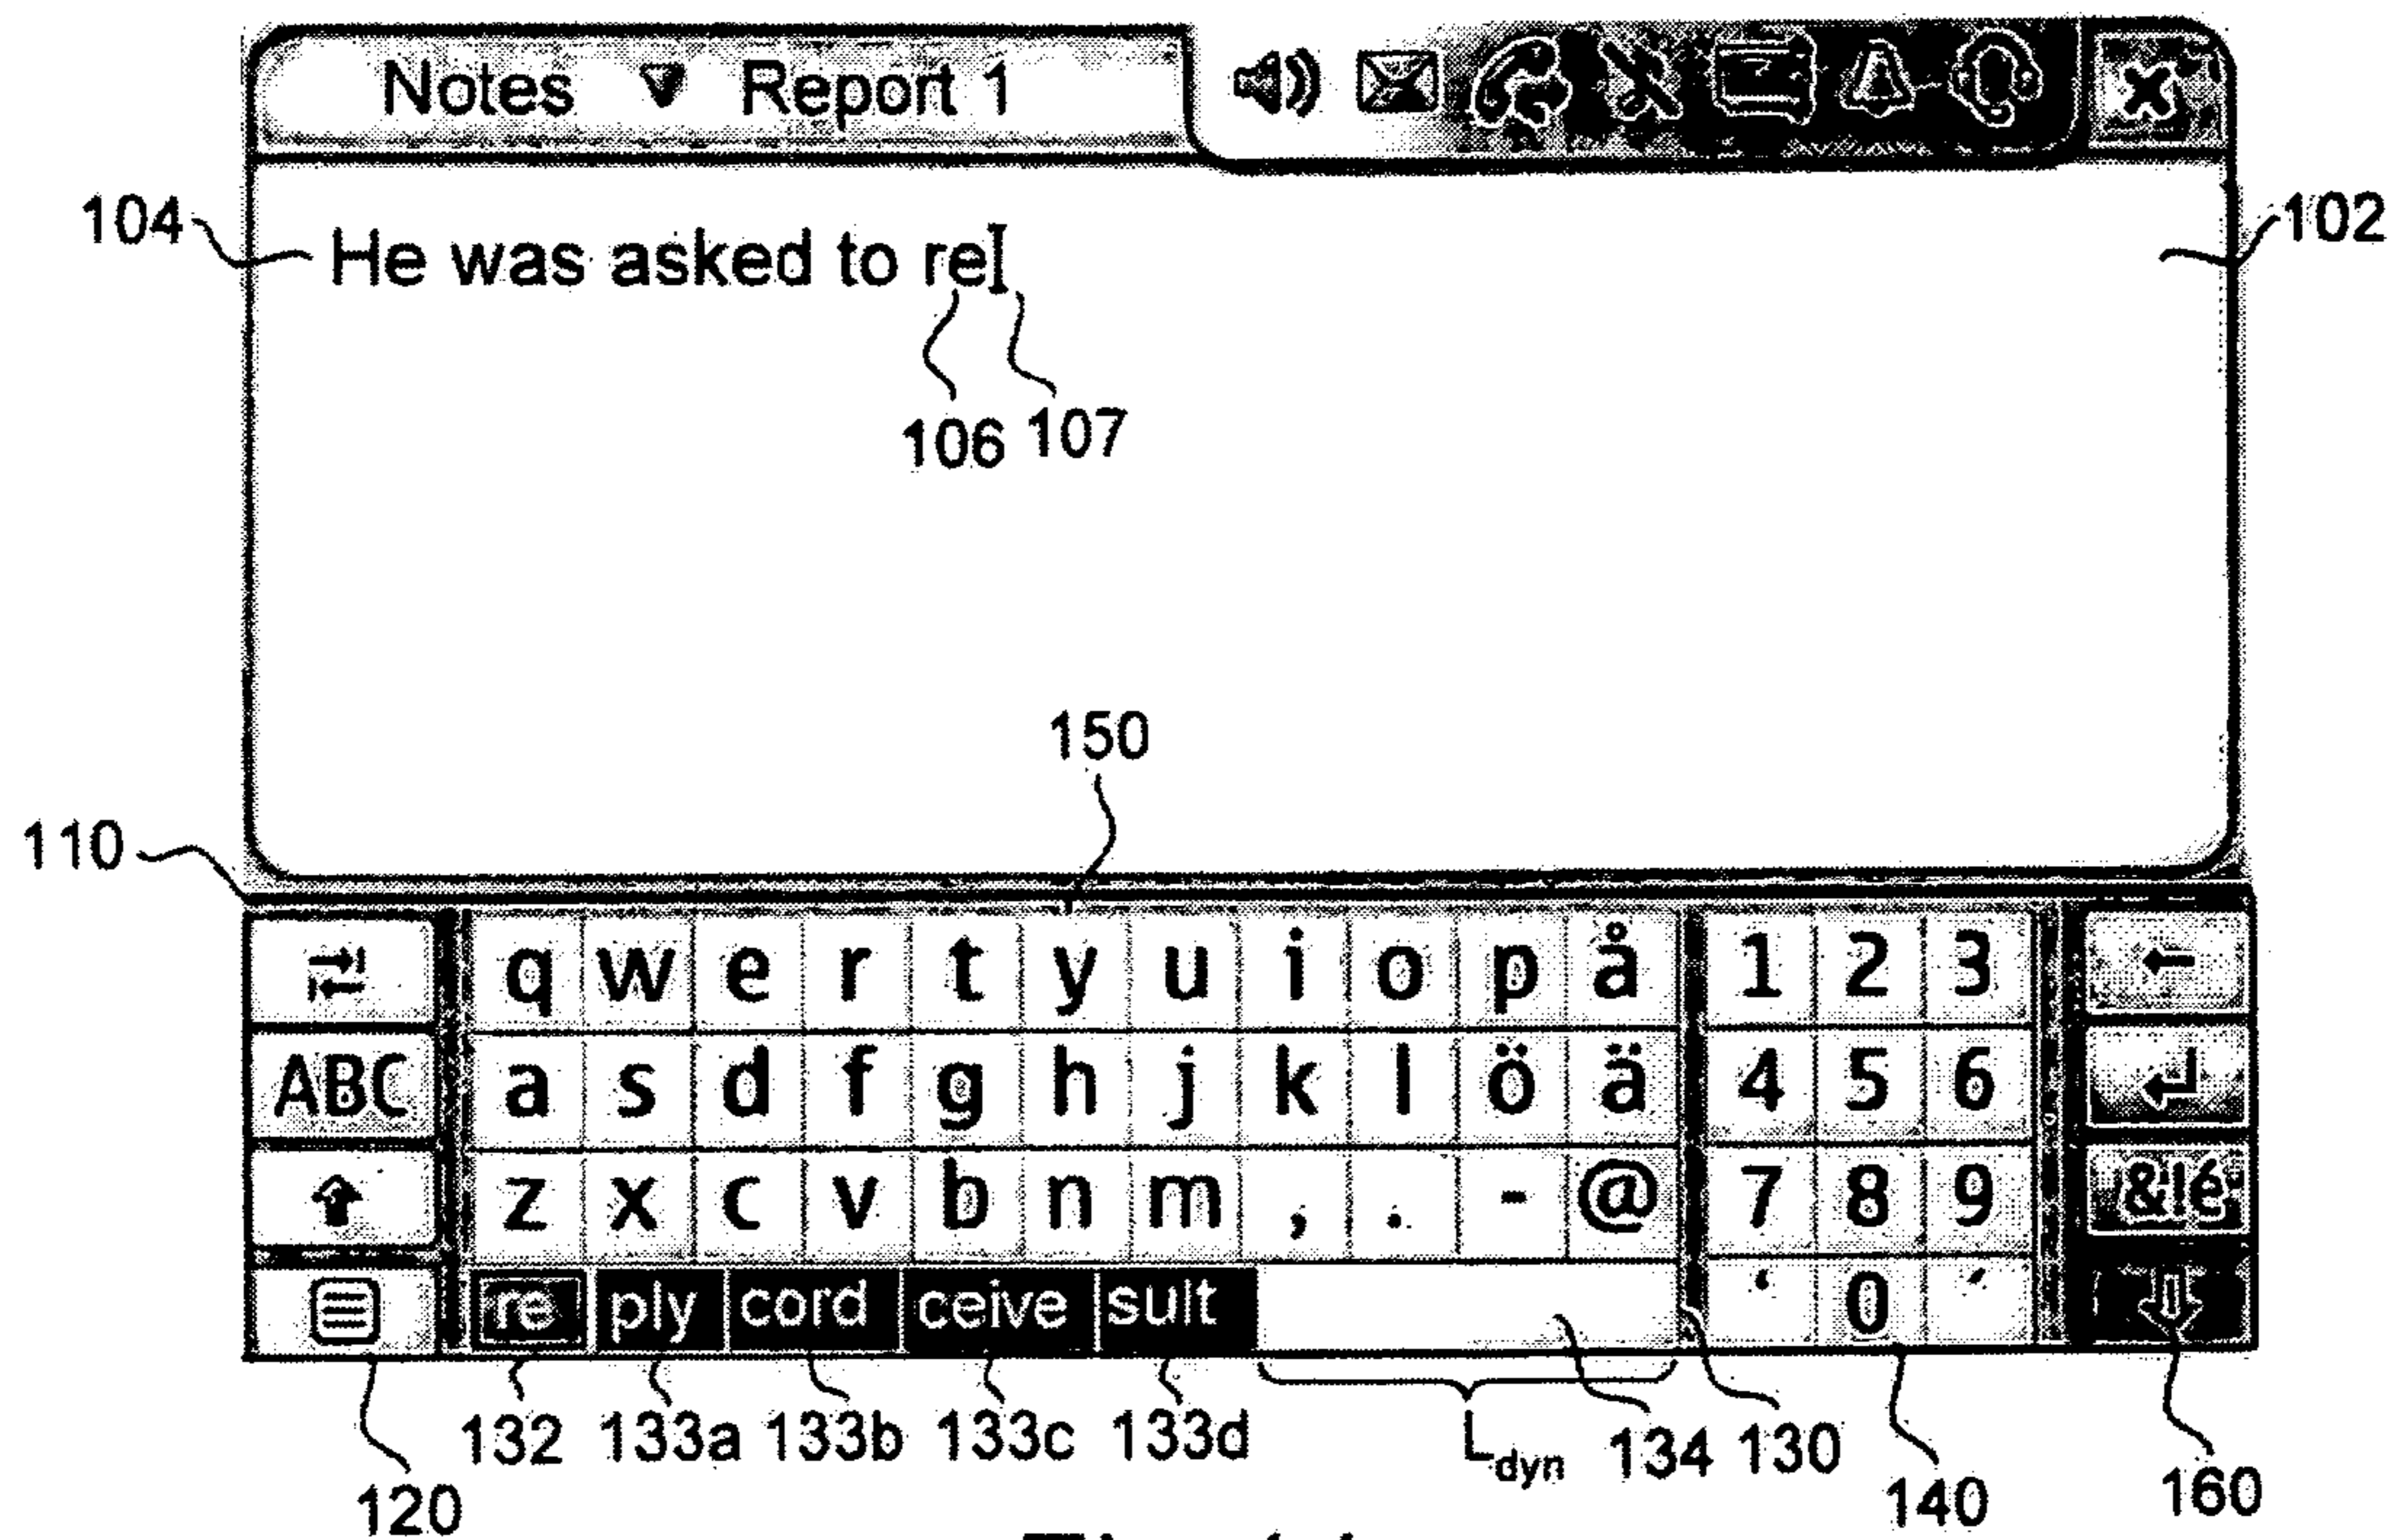 Notes Report 1
104 He was asked to re 102
106 107
150
110
q w e r t y u i o p å 1 2 3
ABC a s d f g h j k l ö ä 4 5 6
z x c v b n m , . - @ 7 8 9 &!é
re ply cord ceive sult 0
132 133a 133b 133c 133d Ldyn 134 130
120 140 160